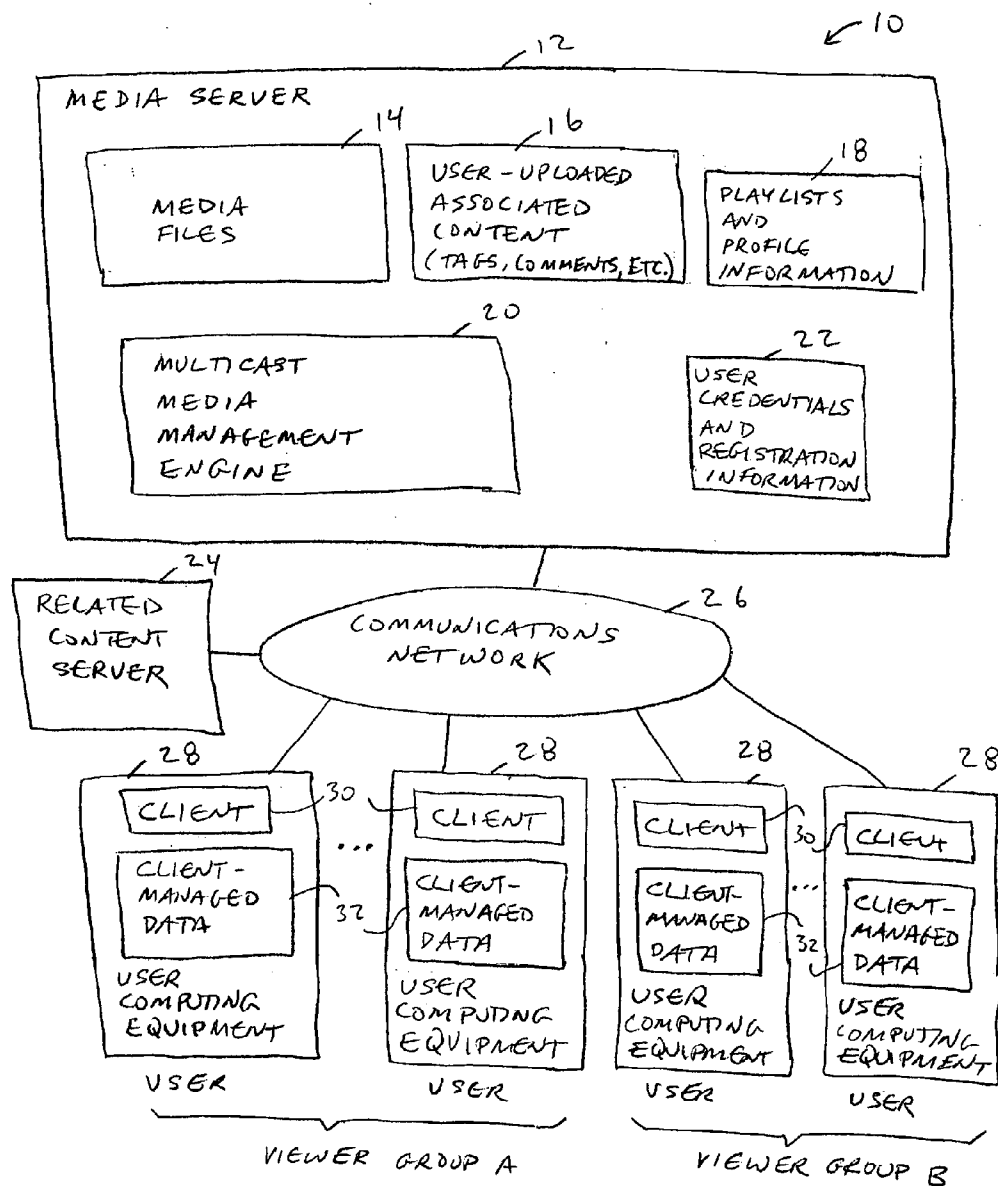 10
12
MEDIA SERVER
14
MEDIA
FILES
16
USER-UPLOADED
ASSOCIATED
CONTENT
(TAGS, COMMENTS, ETC.)
18
PLAYLISTS
AND
PROFILE
INFORMATION
20
MULTICAST
MEDIA
MANAGEMENT
ENGINE
22
USER
CREDENTIALS
AND
REGISTRATION
INFORMATION
24
RELATED
CONTENT
SERVER
26
COMMUNICATIONS
NETWORK
28
CLIENT
30
CLIENT-
MANAGED
DATA
32
USER
COMPUTING
EQUIPMENT
USER
...
28
CLIENT
CLIENT-
MANAGED
DATA
USER
COMPUTING
EQUIPMENT
USER
VIEWER GROUP A
28
CLIENT
30
CLIENT-
MANAGED
DATA
32
USER
COMPUTING
EQUIPMENT
USER
...
28
CLIENT
CLIENT-
MANAGED
DATA
USER
COMPUTING
EQUIPMENT
USER
VIEWER GROUP B